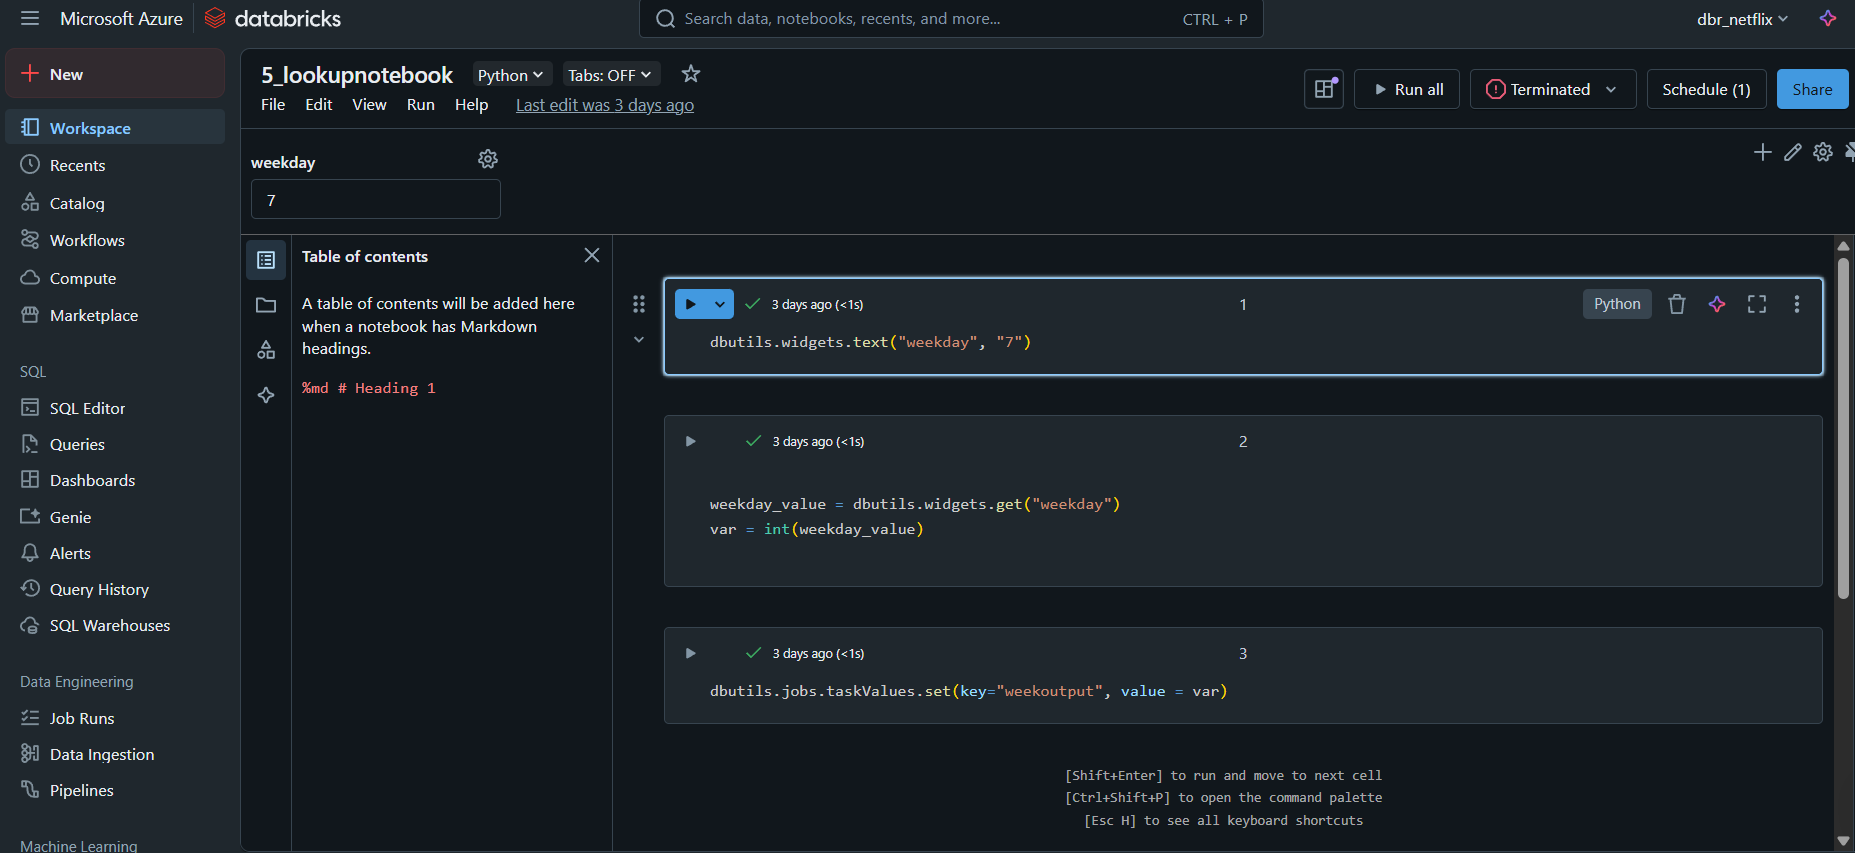 Microsoft Azure databricks
Search data, notebooks, recents, and more... CTRL + P
dbr_netflix
New
Workspace
Recents
Catalog
Workflows
Compute
Marketplace
SQL
SQL Editor
Queries
Dashboards
Genie
Alerts
Query History
SQL Warehouses
Data Engineering
Job Runs
Data Ingestion
Pipelines
Machine Learning
5_lookupnotebook Python Tabs: OFF
File Edit View Run Help Last edit was 3 days ago
Run all Terminated Schedule (1) Share
weekday
7
Table of contents
A table of contents will be added here
when a notebook has Markdown
headings.
%md # Heading 1
3 days ago (<1s) 1 Python
dbutils.widgets.text("weekday", "7")
3 days ago (<1s) 2
weekday_value = dbutils.widgets.get("weekday")
var = int(weekday_value)
3 days ago (<1s) 3
dbutils.jobs.taskValues.set(key="weekoutput", value = var)
[Shift+Enter] to run and move to next cell
[Ctrl+Shift+P] to open the command palette
[Esc H] to see all keyboard shortcuts